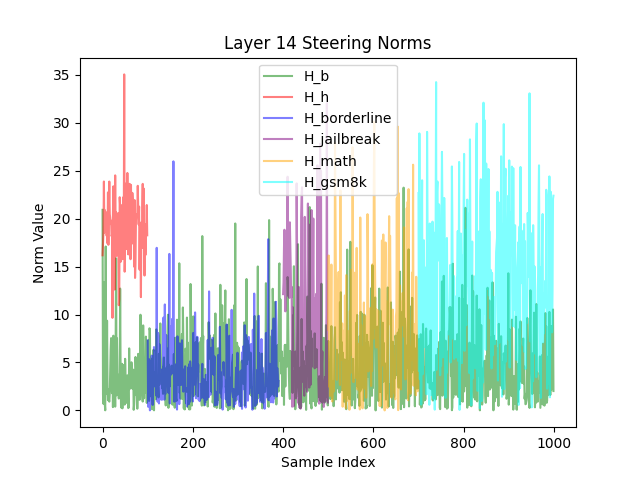 Layer 14 Steering Norms
H_b
H_h
H_borderline
H_jailbreak
H_math
H_gsm8k
35
30
25
20
15
10
5
0
Norm Value
0 200 400 600 800 1000
Sample Index